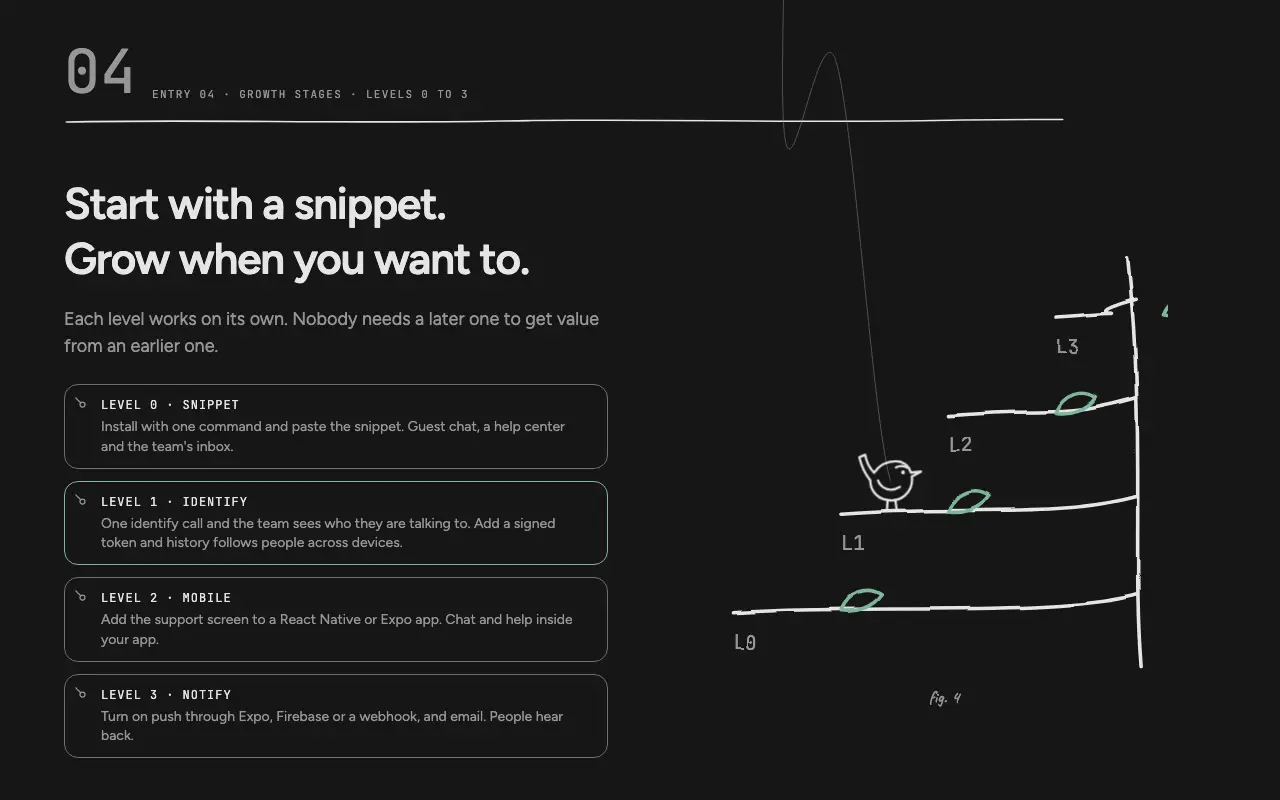 04
ENTRY 04 · GROWTH STAGES · LEVELS 0 TO 3
Start with a snippet.
Grow when you want to.
Each level works on its own. Nobody needs a later one to get value
from an earlier one.
LEVEL 0 · SNIPPET
Install with one command and paste the snippet. Guest chat, a help center
and the team's inbox.
LEVEL 1 · IDENTIFY
One identify call and the team sees who they are talking to. Add a signed
token and history follows people across devices.
LEVEL 2 · MOBILE
Add the support screen to a React Native or Expo app. Chat and help inside
your app.
LEVEL 3 · NOTIFY
Turn on push through Expo, Firebase or a webhook, and email. People hear
back.
L3
L2
L1
L0
fig. 4